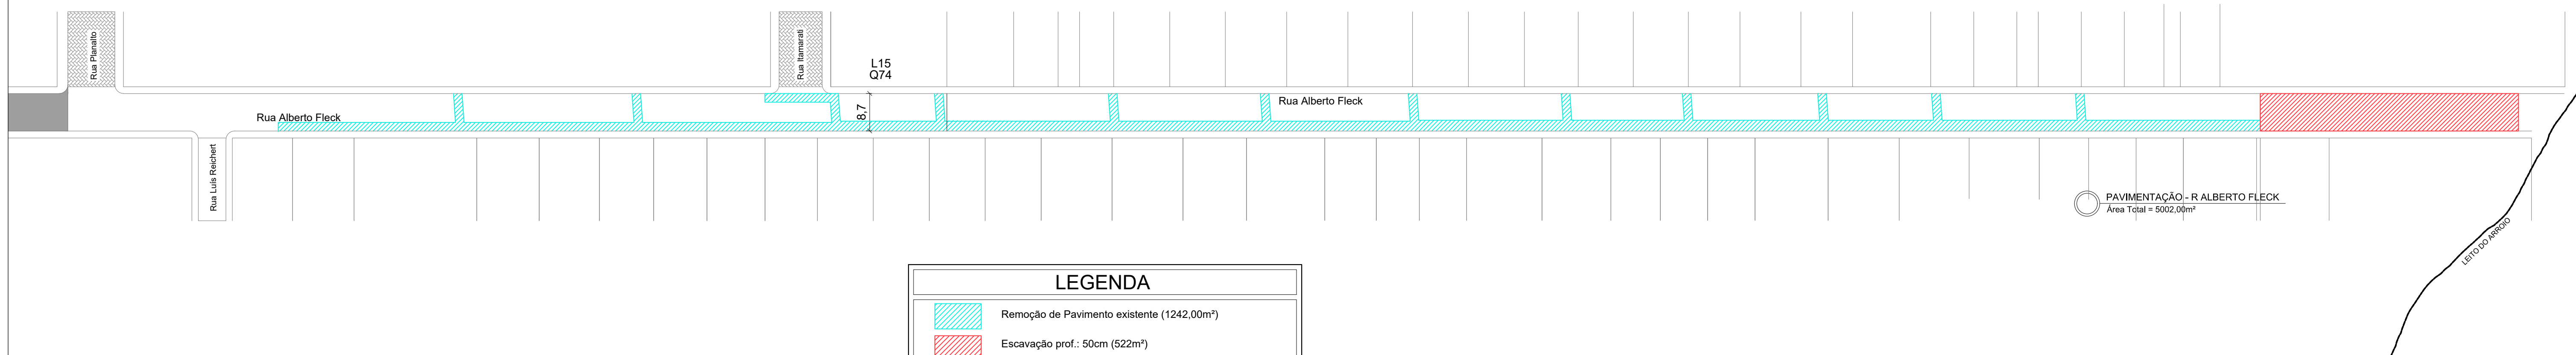 Rua Planalto
Rua Itamarati
L15
Q74
8,7
Rua Alberto Fleck
Rua Alberto Fleck
Rua Luís Reichert
PAVIMENTAÇÃO - R ALBERTO FLECK
Área Total = 5002,00m²
LEITO DO ARROIO
LEGENDA
Remoção de Pavimento existente (1242,00m²)
Escavação prof.: 50cm (522m²)